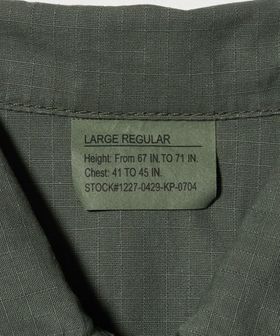 LARGE REGULAR
Height: From 67 IN. TO 71 IN.
Chest: 41 TO 45 IN.
STOCK#1227-0429-KP-0704